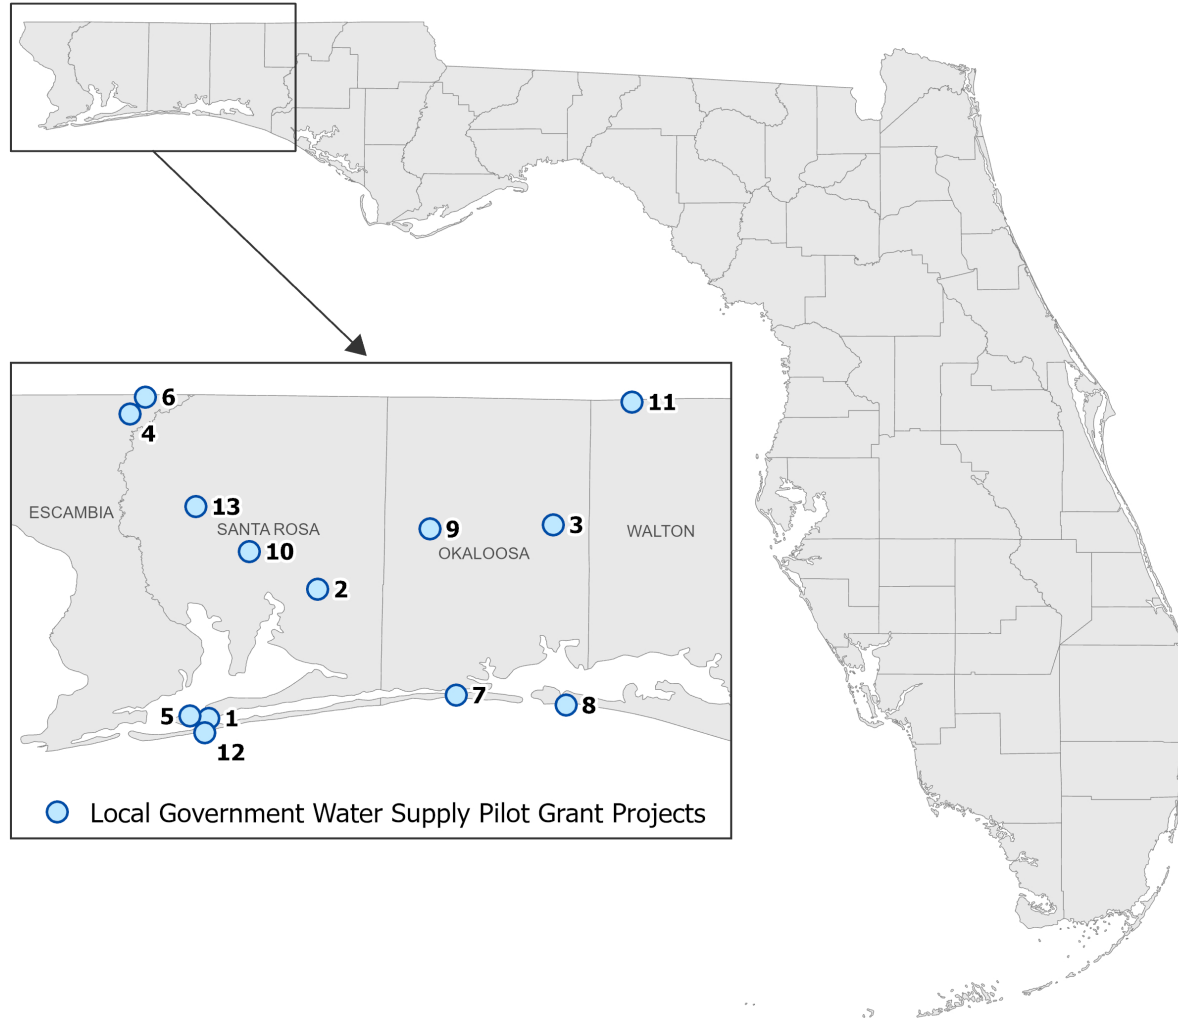 6
11
4
ESCAMBIA
13
SANTA ROSA
9
3
WALTON
10
OKALOOSA
2
7
8
5
1
12
Local Government Water Supply Pilot Grant Projects